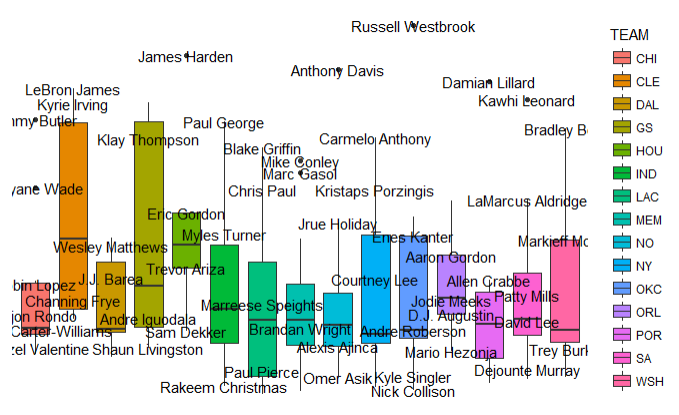 Russell Westbrook
TEAM
James Harden
CHI
Anthony Davis
CLE
Damian Lillard
LeBron James
Kawhi Leonard
DAL
Kyrie Irving
mmy Butler
Paul George
GS
Bradley B
Klay Thompson
Carmelo Anthony
Blake Griffin
HOU
Mike Conley
Marc Gasol
IND
yane Wade
Chris Paul
Kristaps Porzingis
LAC
LaMarcus Aldridge
Eric Gordon
MEM
Jrue Holiday
Myles Turner
Enes Kanter
NO
Wesley Matthews
Markieff Mo
Aaron Gordon
NY
Trevor Ariza
J.J. Barea
Courtney Lee
Allen Crabbe
obin Lopez
OKC
Channing Frye
Jodie Meeks
Patty Mills
Marreese Speights
ORL
jon Rondo
Andre Iguodala
D.J. Augustin
David Lee
Carter-Williams
Sam Dekker
Brandan Wright
Andre Roberson
POR
zel Valentine
Shaun Livingston
Alexis Ajinca
Mario Hezonja
Trey Burk
SA
Paul Pierce
Dejounte Murray
Omer Asik
Kyle Singler
WSH
Rakeem Christmas
Nick Collison